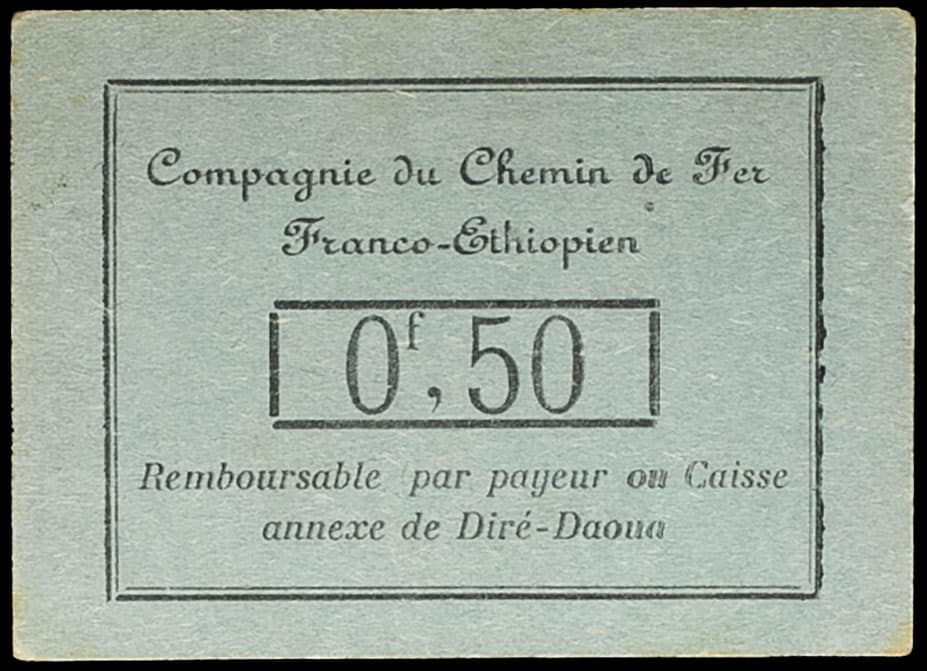 Compagnie du Chemin de Fer
Franco-Ethiopien
0f,50
Remboursable par payeur ou Caisse
annexe de Diré-Daoua